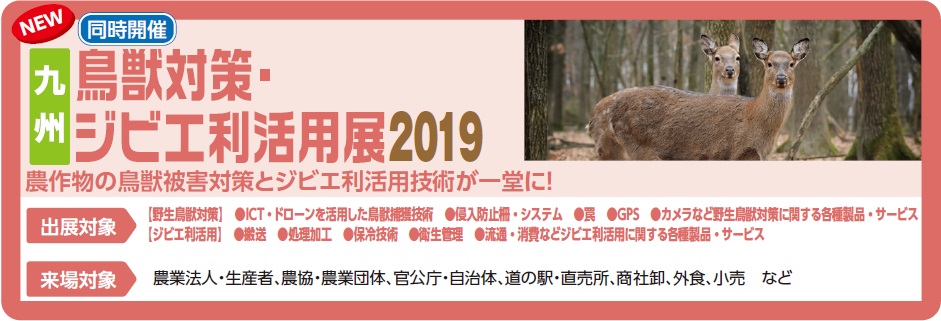 NEW
同時開催
九州
鳥獣対策・
ジビエ利活用展2019
農作物の鳥獣被害対策とジビエ利活用技術が一堂に!
出展対象
【野生鳥獣対策】 ●ICT・ドローンを活用した鳥獣捕獲技術 ●侵入防止柵・システム ●罠 ●GPS ●カメラなど野生鳥獣対策に関する各種製品・サービス
【ジビエ利活用】 ●搬送 ●処理加工 ●保冷技術 ●衛生管理 ●流通・消費などジビエ利活用に関する各種製品・サービス
来場対象
農業法人・生産者、農協・農業団体、官公庁・自治体、道の駅・直売所、商社卸、外食、小売 など